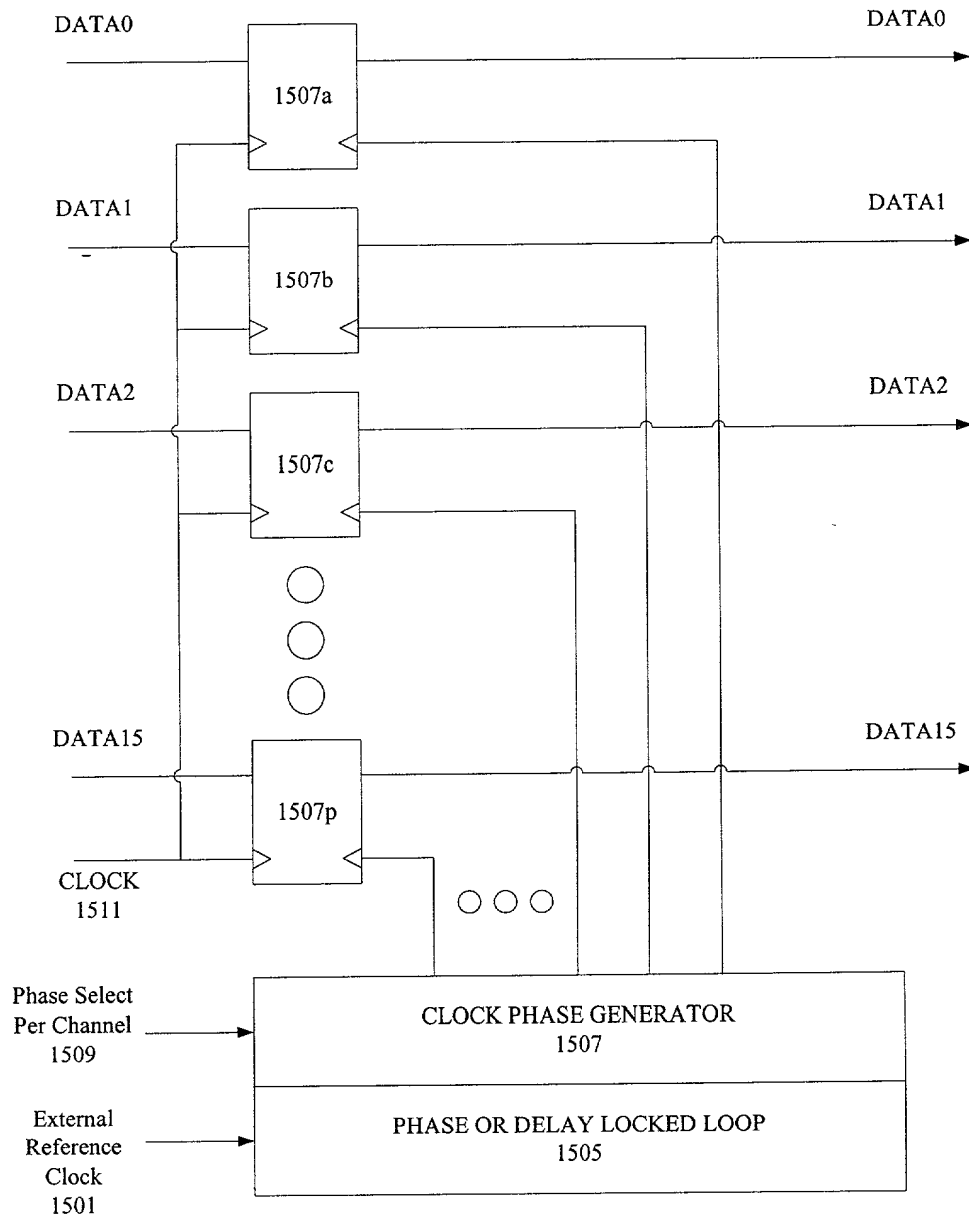 DATA0
DATA0
1507a
DATA1
DATA1
1507b
DATA2
DATA2
1507c
DATA15
DATA15
1507p
CLOCK
1511
Phase Select
Per Channel
1509
CLOCK PHASE GENERATOR
1507
External
Reference
Clock
1501
PHASE OR DELAY LOCKED LOOP
1505